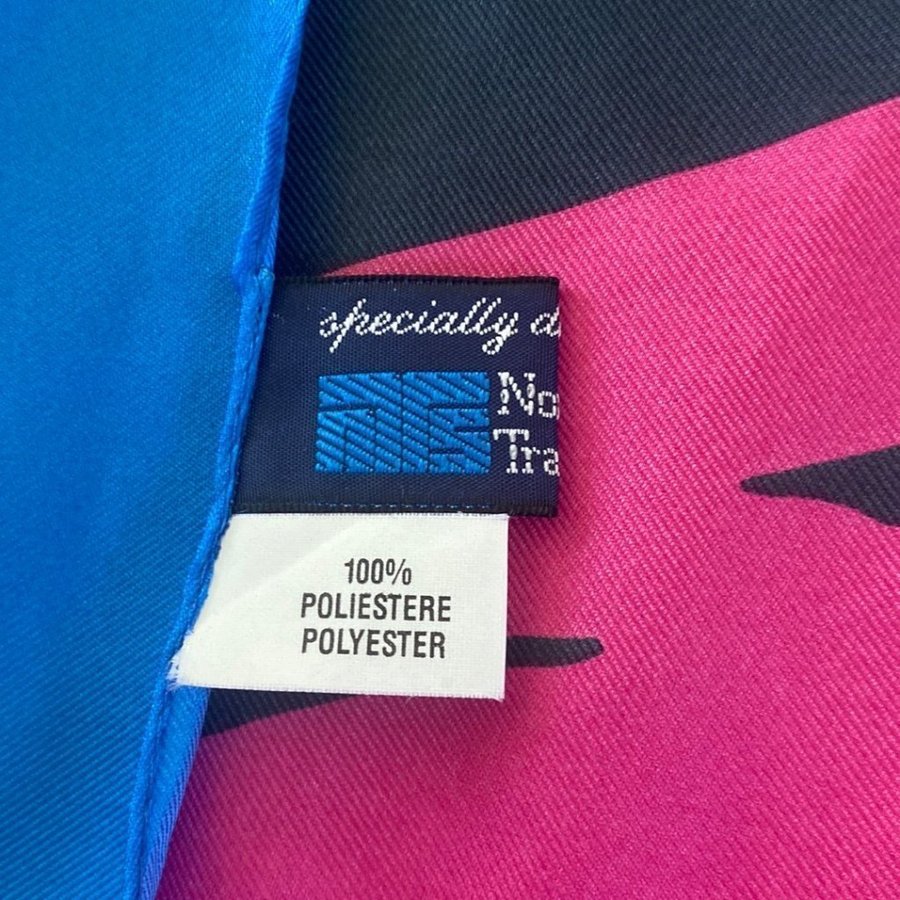 specially d
No
Tra
100%
POLIESTERE
POLYESTER